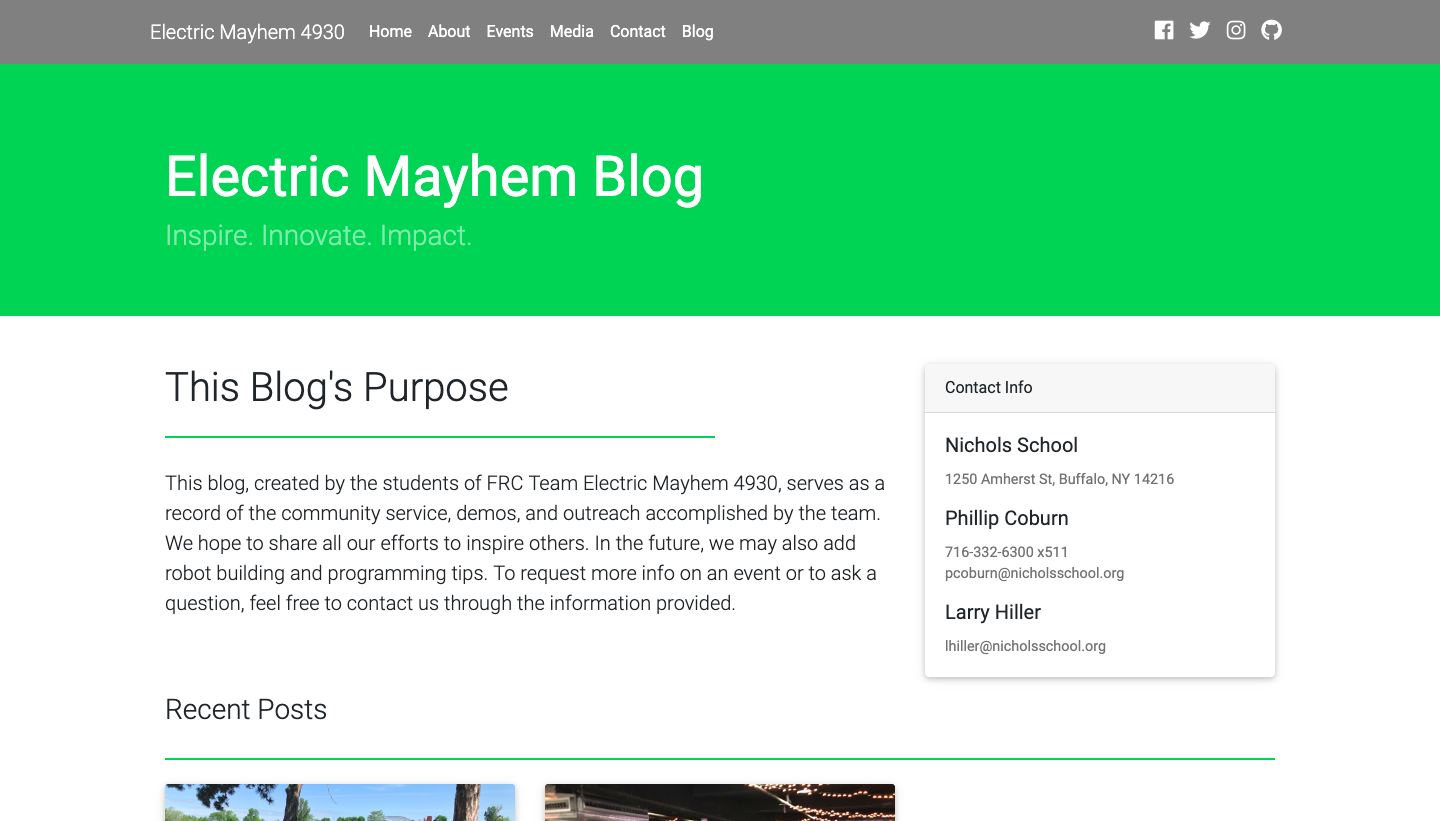 Electric Mayhem 4930 Home About Events Media Contact Blog
Electric Mayhem Blog
Inspire. Innovate. Impact.
This Blog's Purpose
This blog, created by the students of FRC Team Electric Mayhem 4930, serves as a
record of the community service, demos, and outreach accomplished by the team.
We hope to share all our efforts to inspire others. In the future, we may also add
robot building and programming tips. To request more info on an event or to ask a
question, feel free to contact us through the information provided.
Contact Info
Nichols School
1250 Amherst St, Buffalo, NY 14216
Phillip Coburn
716-332-6300 x511
pcoburn@nicholsschool.org
Larry Hiller
lhiller@nicholsschool.org
Recent Posts